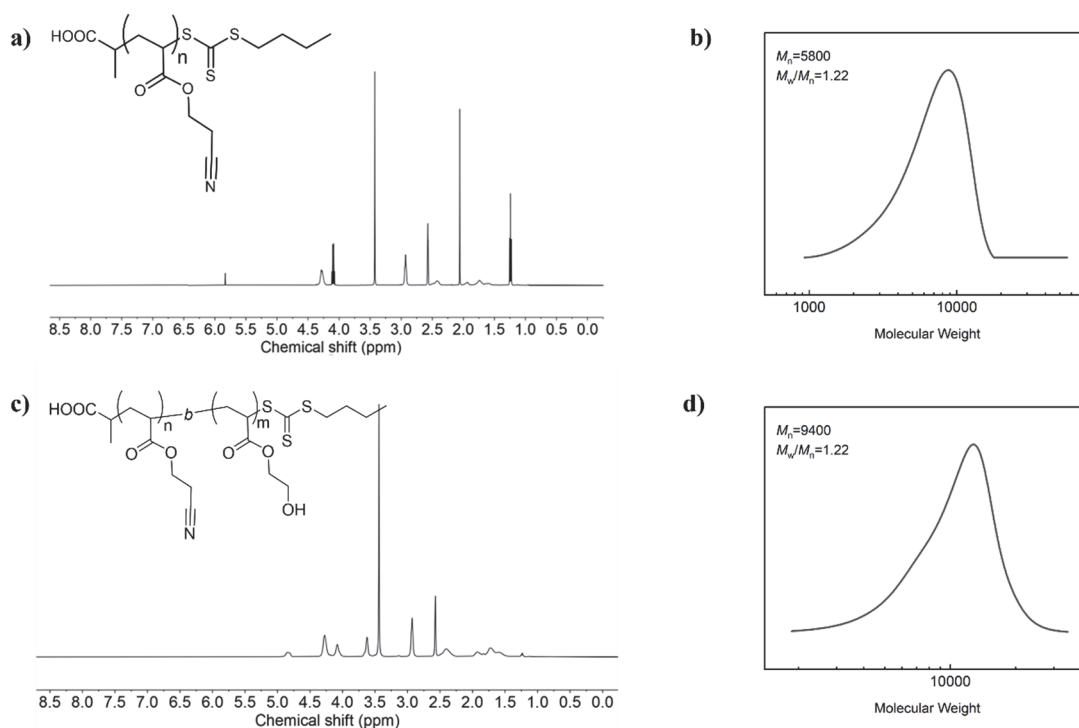 a)
HOOC
n
S
S
S
O
O
N
8.5 8.0 7.5 7.0 6.5 6.0 5.5 5.0 4.5 4.0 3.5 3.0 2.5 2.0 1.5 1.0 0.5 0.0
Chemical shift (ppm)
b)
Mn=5800
Mw/Mn=1.22
1000 10000
Molecular Weight
c)
HOOC
n
b
m
S
S
S
O
O
O
O
OH
N
8.5 8.0 7.5 7.0 6.5 6.0 5.5 5.0 4.5 4.0 3.5 3.0 2.5 2.0 1.5 1.0 0.5 0.0
Chemical shift (ppm)
d)
Mn=9400
Mw/Mn=1.22
10000
Molecular Weight